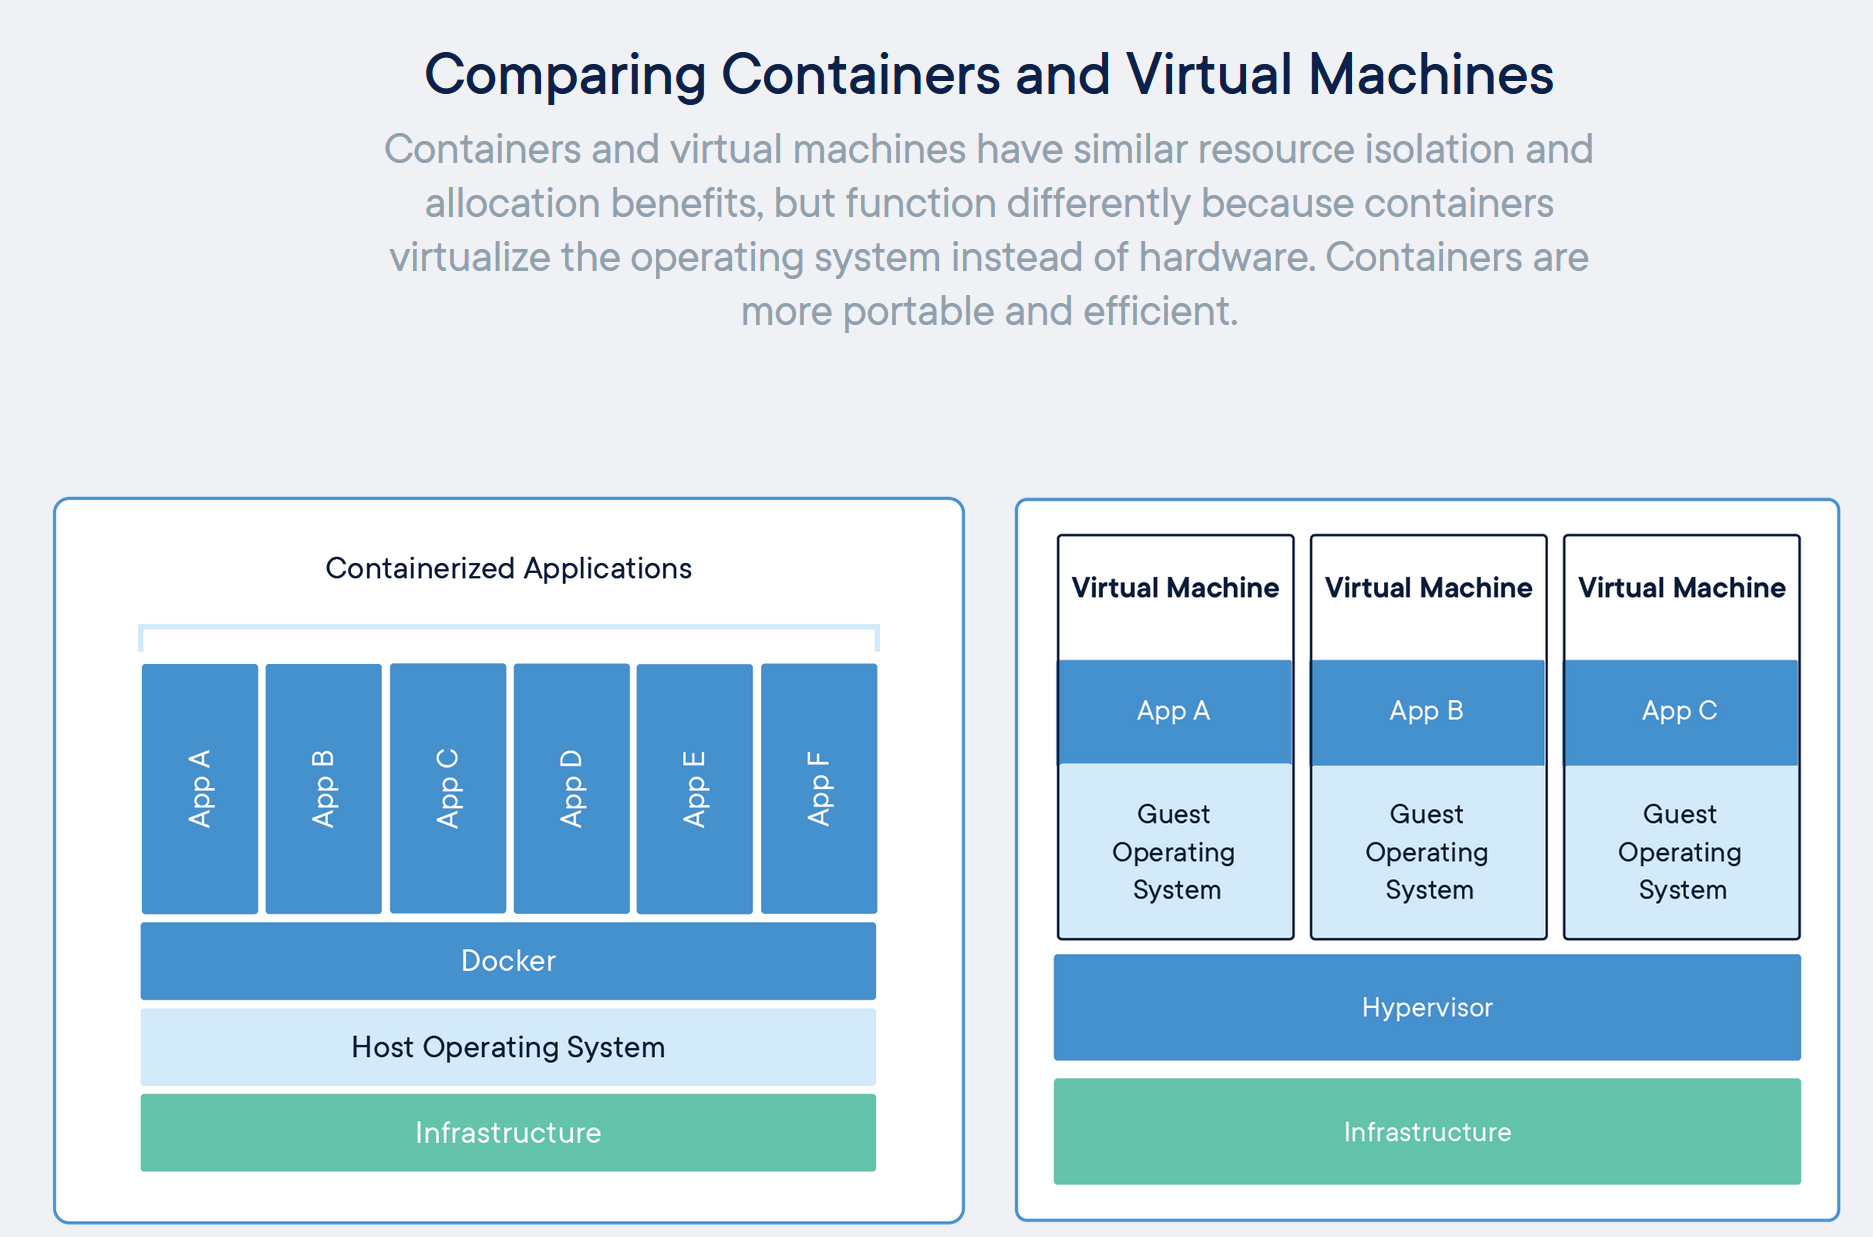 Comparing Containers and Virtual Machines
Containers and virtual machines have similar resource isolation and
allocation benefits, but function differently because containers
virtualize the operating system instead of hardware. Containers are
more portable and efficient.
Containerized Applications
App A
App B
App C
App D
App E
App F
Docker
Host Operating System
Infrastructure
Virtual Machine
App A
Guest
Operating
System
Virtual Machine
App B
Guest
Operating
System
Virtual Machine
App C
Guest
Operating
System
Hypervisor
Infrastructure